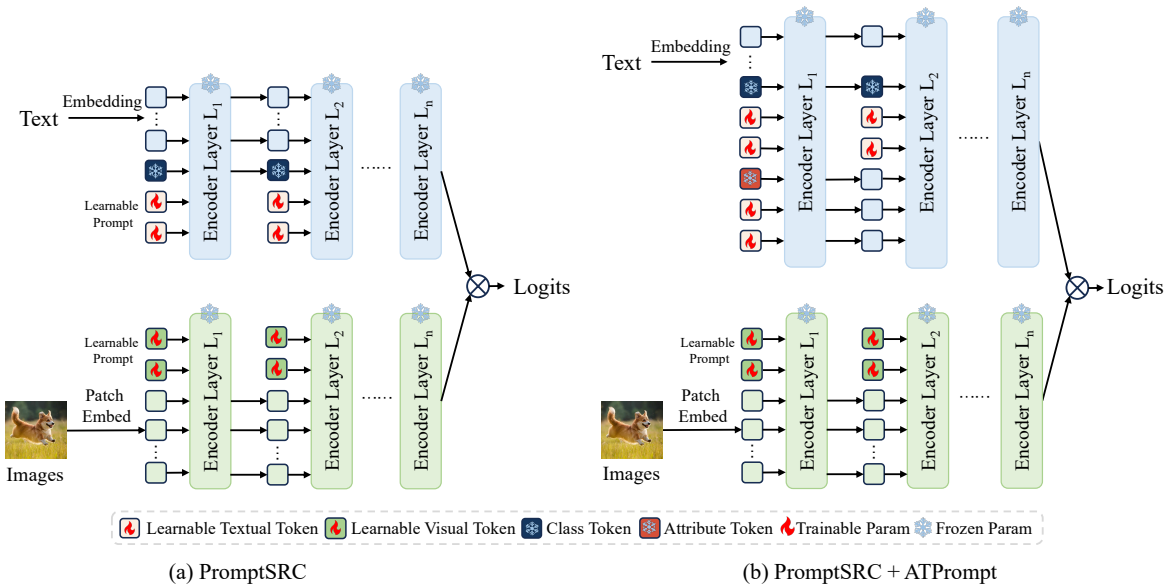 Text
Embedding
Learnable
Prompt
Encoder Layer L1
Encoder Layer L2
……
Encoder Layer Ln
Learnable
Prompt
Patch
Embed
Images
Encoder Layer L1
Encoder Layer L2
……
Encoder Layer Ln
Logits
Text
Embedding
Encoder Layer L1
Encoder Layer L2
……
Encoder Layer Ln
Learnable
Prompt
Patch
Embed
Images
Encoder Layer L1
Encoder Layer L2
……
Encoder Layer Ln
Logits
Learnable Textual Token Learnable Visual Token Class Token Attribute Token Trainable Param Frozen Param
(a) PromptSRC
(b) PromptSRC + ATPrompt